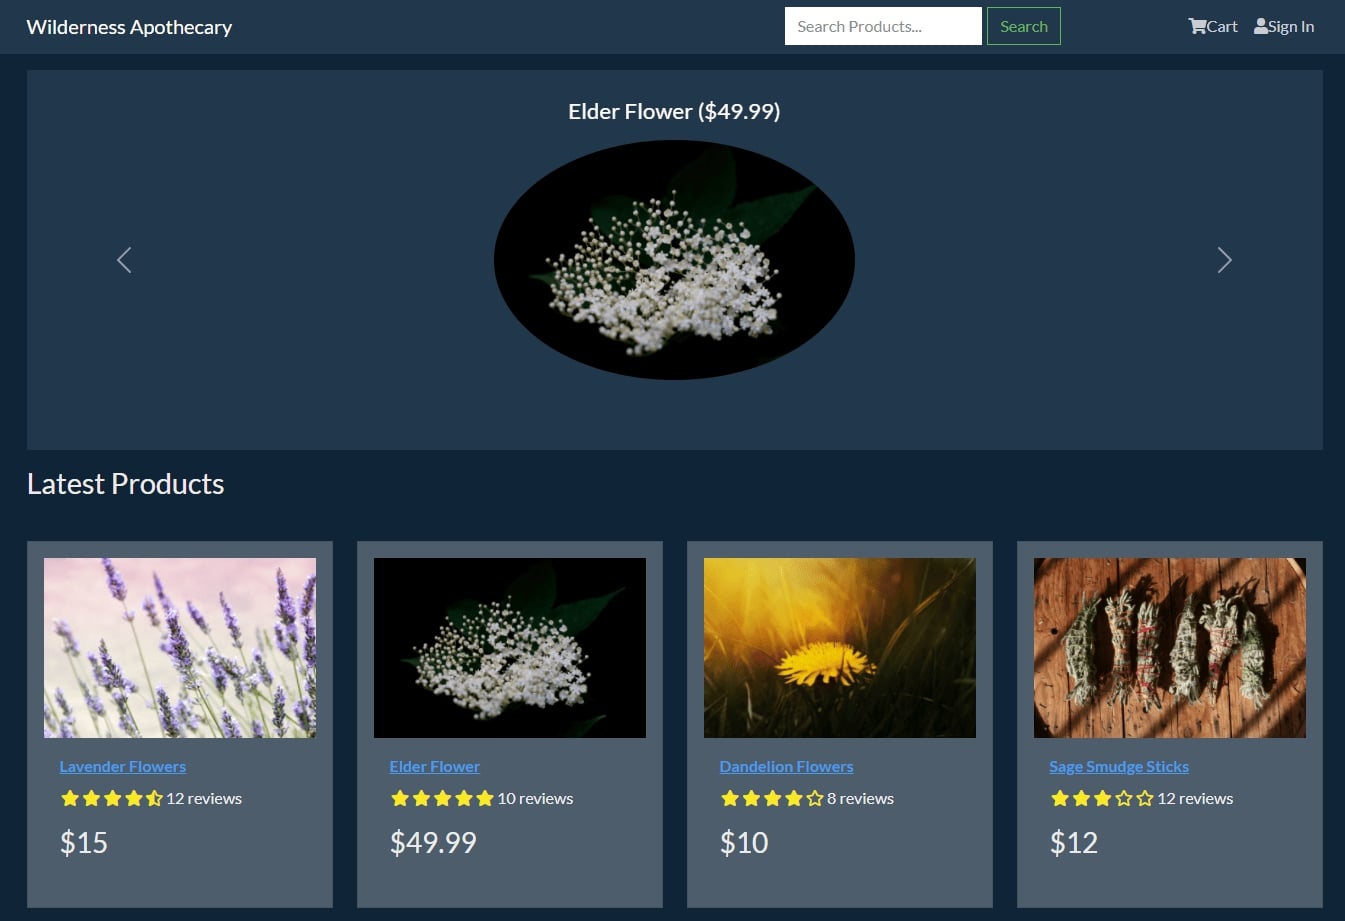 Wilderness Apothecary
Search Products... Search
Cart Sign In
Elder Flower ($49.99)
Latest Products
Lavender Flowers
12 reviews
$15
Elder Flower
10 reviews
$49.99
Dandelion Flowers
8 reviews
$10
Sage Smudge Sticks
12 reviews
$12